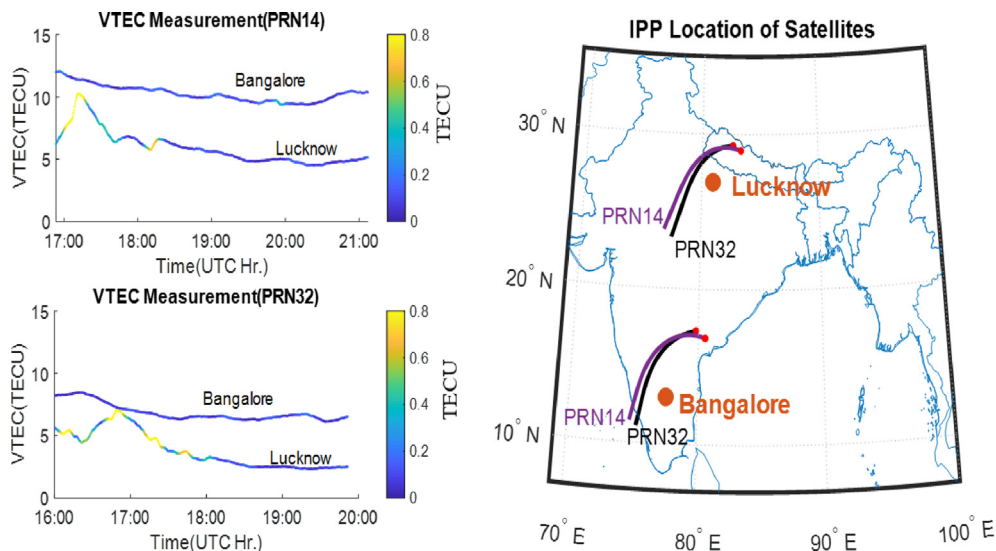 VTEC Measurement(PRN14)
15
10
5
0
VTEC(TECU)
Bangalore
Lucknow
17:00 18:00 19:00 20:00 21:00
Time(UTC Hr.)
0.8
0.6
0.4
0.2
0
TECU
VTEC Measurement(PRN32)
15
10
5
0
VTEC(TECU)
Bangalore
Lucknow
16:00 17:00 18:00 19:00 20:00
Time(UTC Hr.)
0.8
0.6
0.4
0.2
0
TECU
IPP Location of Satellites
30° N
20° N
10° N
Lucknow
PRN14
PRN32
Bangalore
PRN14
PRN32
70° E 80° E 90° E 100° E